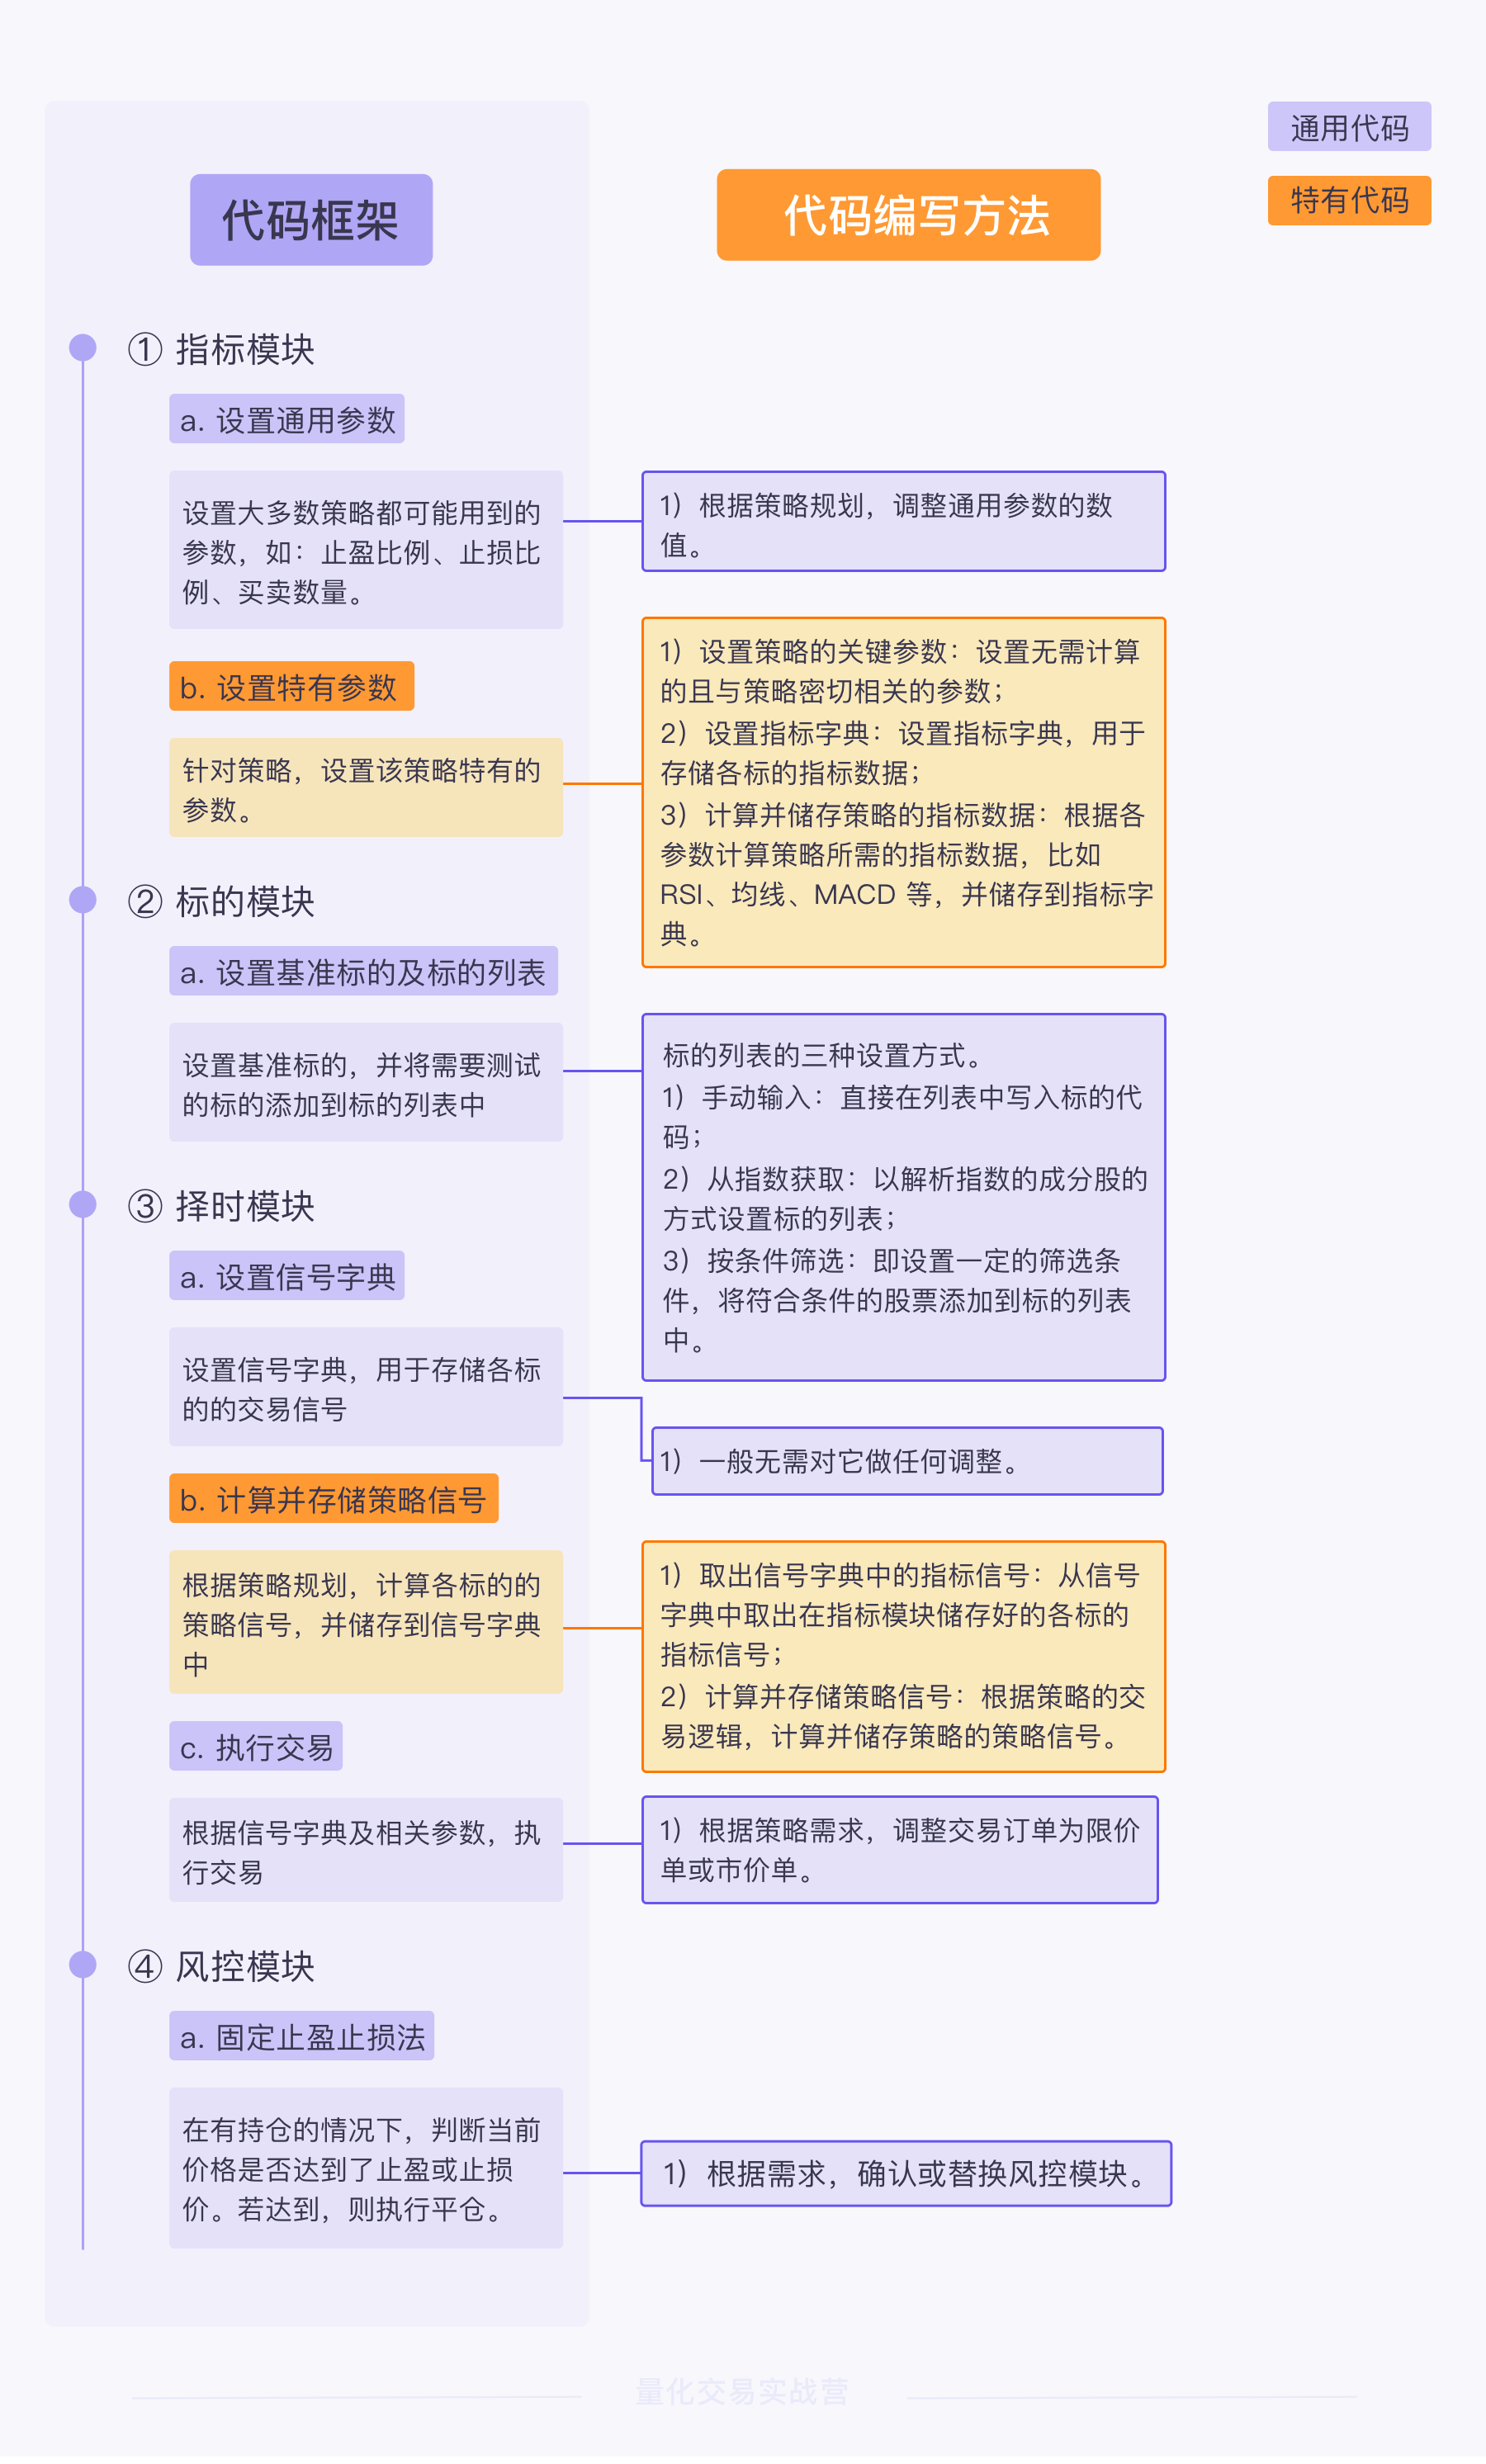 通用代码
特有代码
代码框架
代码编写方法
① 指标模块
a. 设置通用参数
设置大多数策略都可能用到的
参数，如：止盈比例、止损比
例、买卖数量。
1）根据策略规划，调整通用参数的数
值。
b. 设置特有参数
针对策略，设置该策略特有的
参数。
1）设置策略的关键参数：设置无需计算
的且与策略密切相关的参数；
2）设置指标字典：设置指标字典，用于
存储各标的指标数据；
3）计算并储存策略的指标数据：根据各
参数计算策略所需的指标数据，比如
RSI、均线、MACD 等，并储存到指标字
典。
② 标的模块
a. 设置基准标的及标的列表
设置基准标的，并将需要测试
的标的添加到标的列表中
标的列表的三种设置方式。
1）手动输入：直接在列表中写入标的代
码；
2）从指数获取：以解析指数的成分股的
方式设置标的列表；
3）按条件筛选：即设置一定的筛选条
件，将符合条件的股票添加到标的列表
中。
③ 择时模块
a. 设置信号字典
设置信号字典，用于存储各标
的的交易信号
1）一般无需对它做任何调整。
b. 计算并存储策略信号
根据策略规划，计算各标的的
策略信号，并储存到信号字典
中
1）取出信号字典中的指标信号：从信号
字典中取出在指标模块储存好的各标的
指标信号；
2）计算并存储策略信号：根据策略的交
易逻辑，计算并储存策略的策略信号。
c. 执行交易
根据信号字典及相关参数，执
行交易
1）根据策略需求，调整交易订单为限价
单或市价单。
④ 风控模块
a. 固定止盈止损法
在有持仓的情况下，判断当前
价格是否达到了止盈或止损
价。若达到，则执行平仓。
1）根据需求，确认或替换风控模块。
量化交易实战营